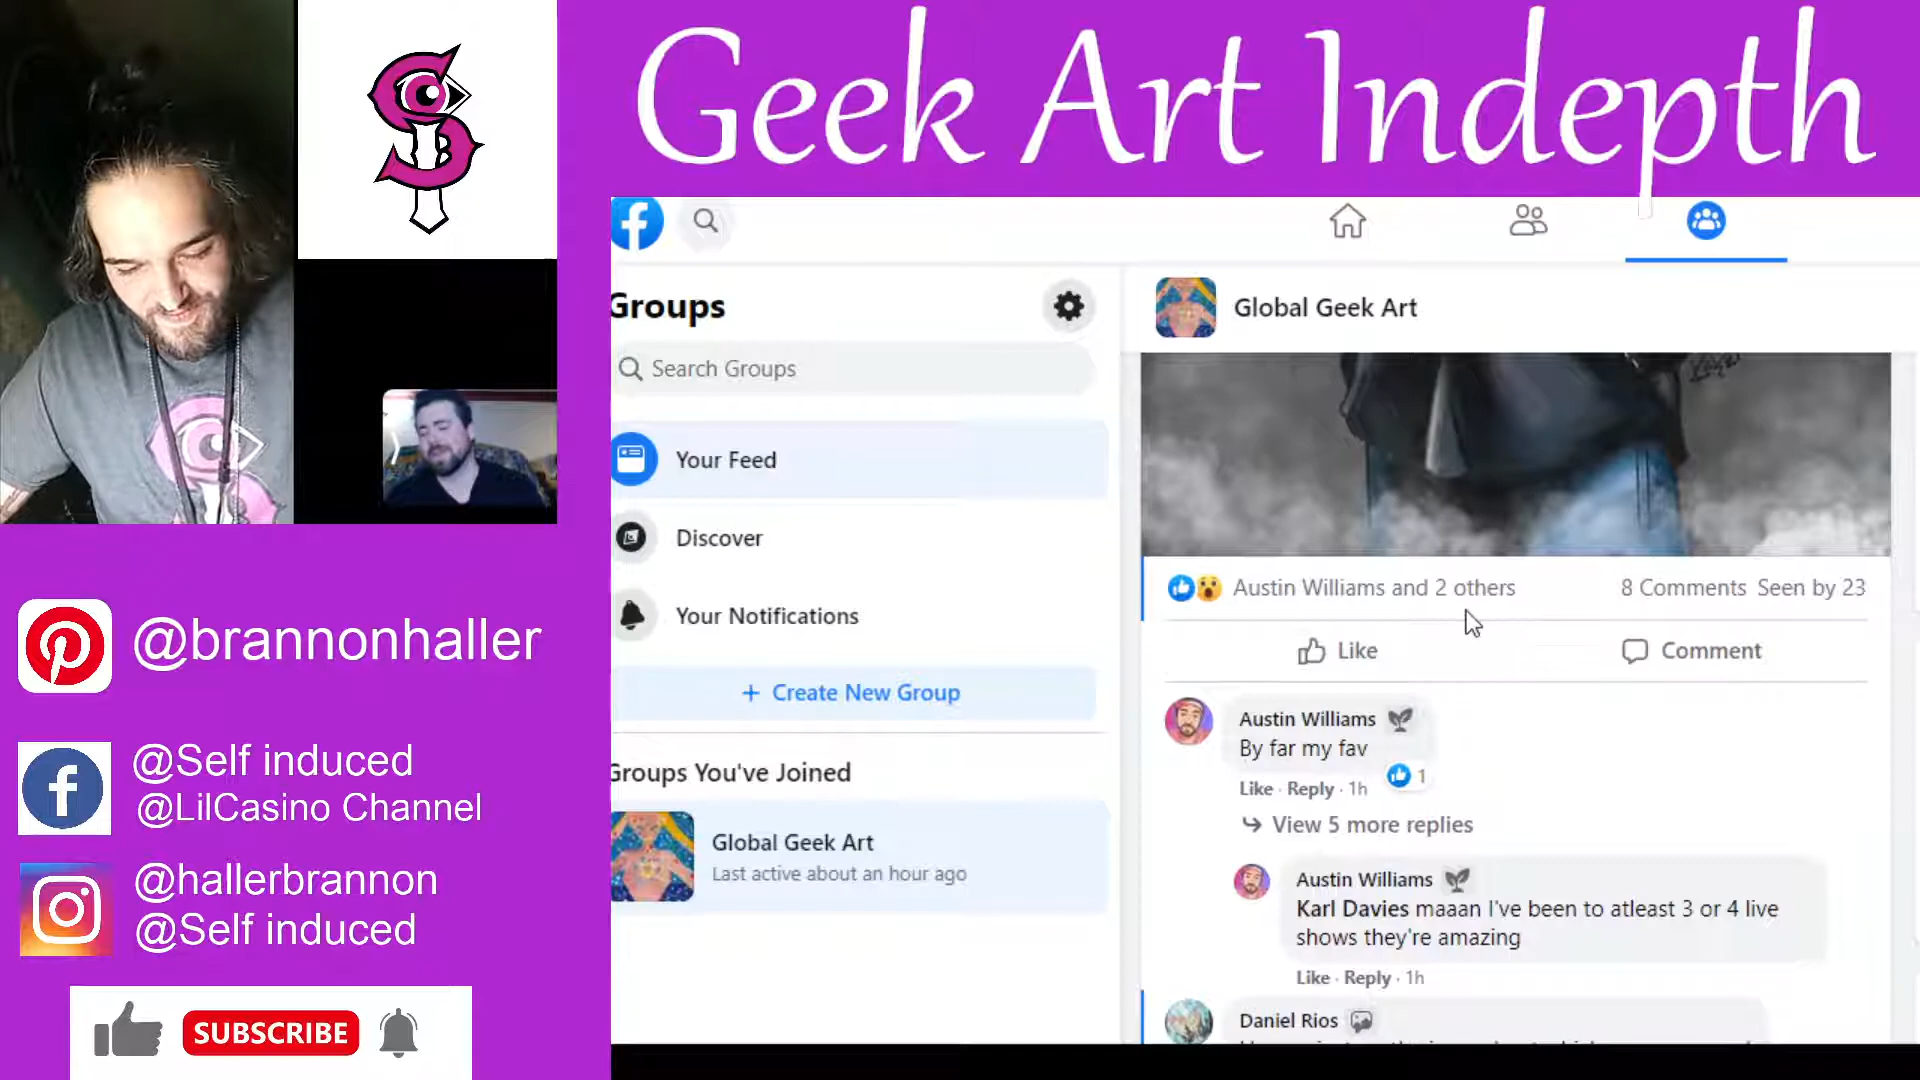 Geek Art Indepth
@brannonhaller
@Self induced
@LilCasino Channel
@hallerbrannon
@Self induced
SUBSCRIBE
Groups
Search Groups
Your Feed
Discover
Your Notifications
+ Create New Group
Groups You've Joined
Global Geek Art
Last active about an hour ago
Global Geek Art
Austin Williams and 2 others 8 Comments Seen by 23
Like Comment
Austin Williams
By far my fav
Like · Reply · 1h 1
View 5 more replies
Austin Williams
Karl Davies maaan I've been to atleast 3 or 4 live
shows they're amazing
Like · Reply · 1h
Daniel Rios